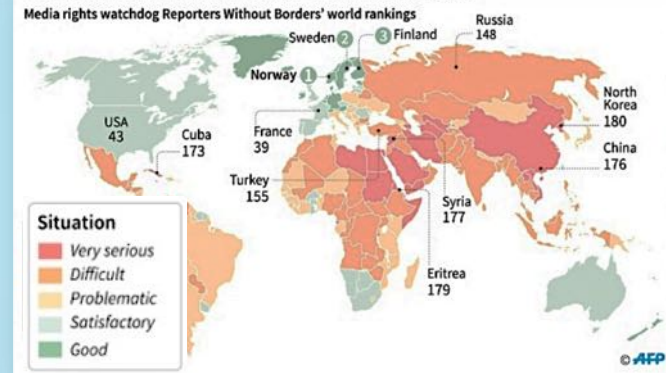 Media rights watchdog Reporters Without Borders' world rankings
Sweden 2
3 Finland
Russia
148
Norway 1
North
Korea
180
USA
43
Cuba
173
France
39
China
176
Turkey
155
Syria
177
Eritrea
179
Situation
Very serious
Difficult
Problematic
Satisfactory
Good
© AFP